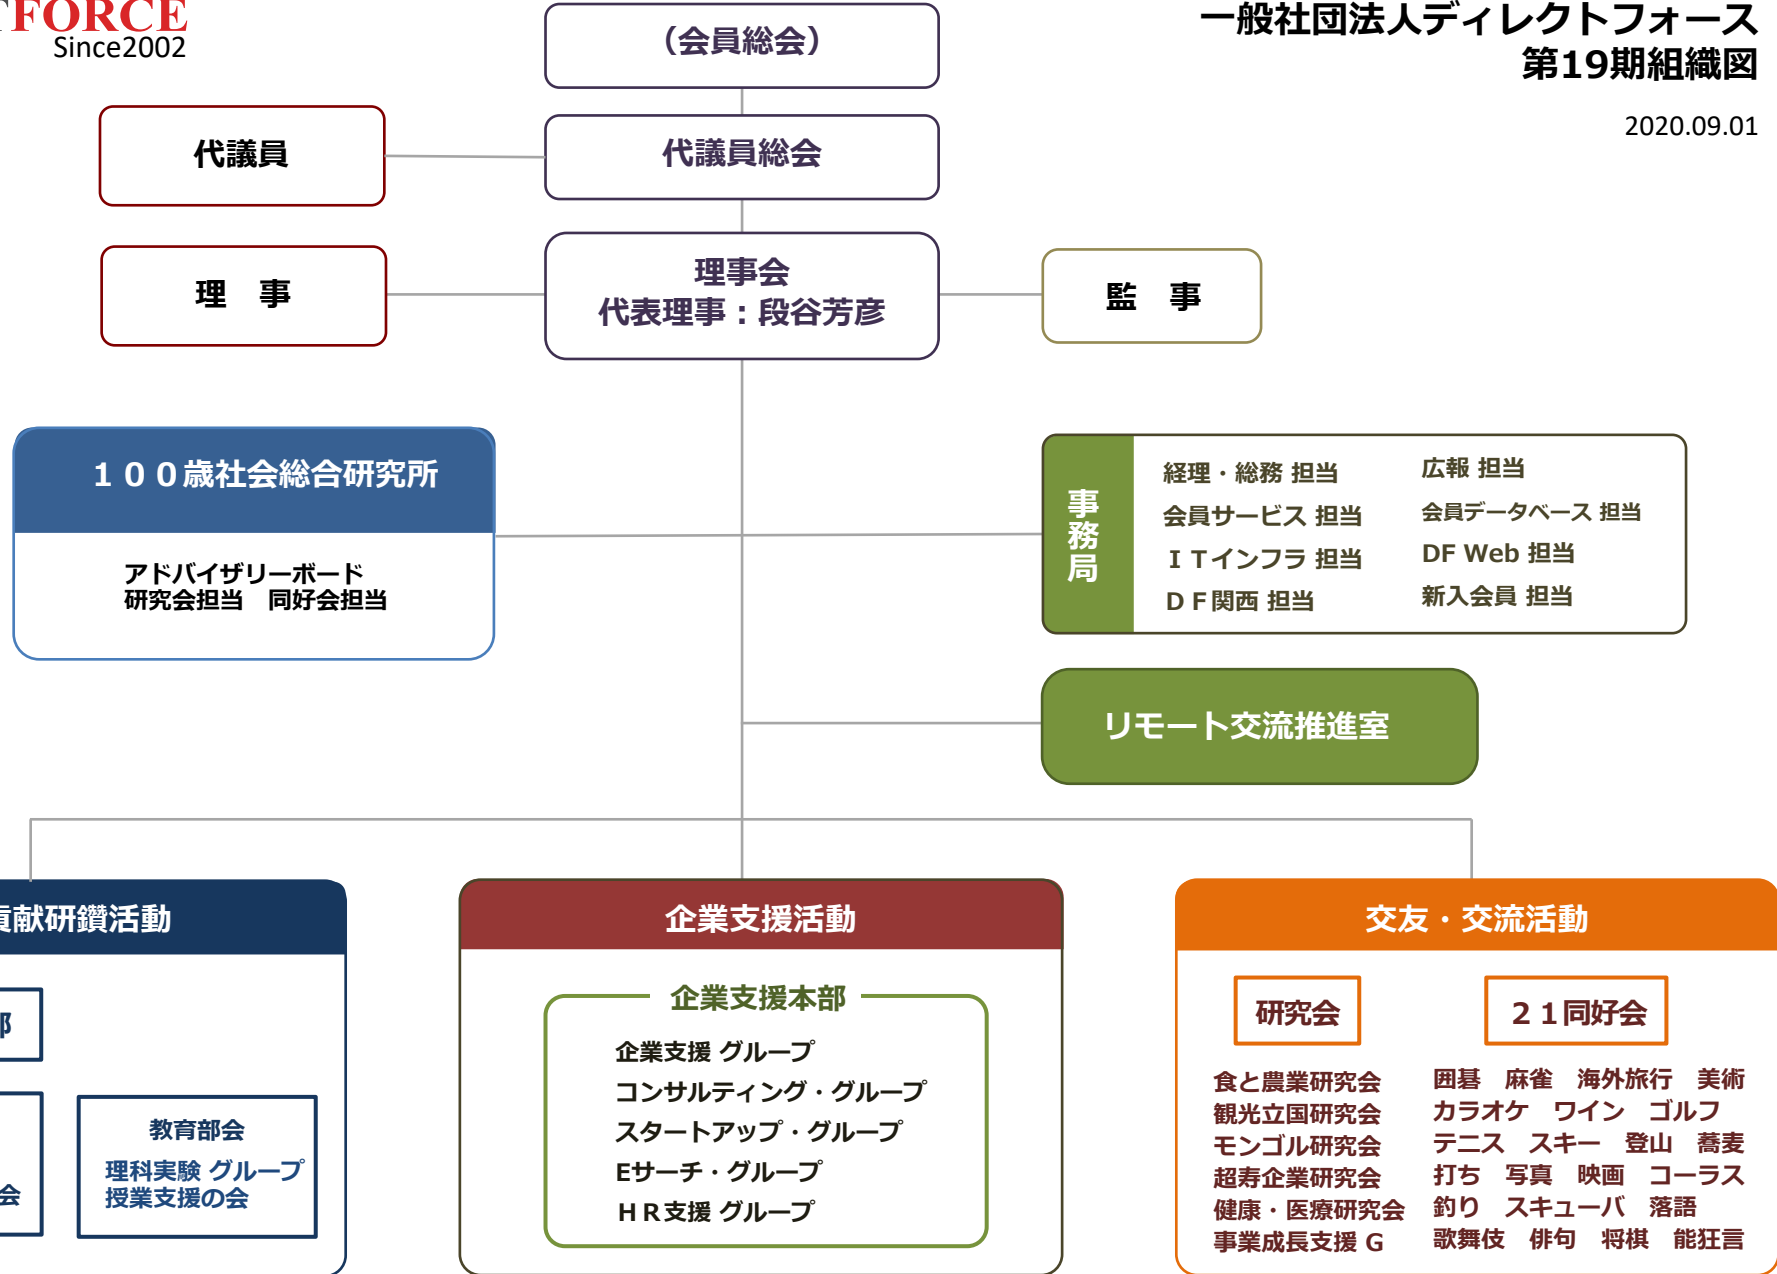 TFORCE
Since2002
一般社団法人ディレクトフォース
第19期組織図
2020.09.01
（会員総会）
代議員
代議員総会
理　事
理事会
代表理事：段谷芳彦
監　事
１００歳社会総合研究所
アドバイザリーボード
研究会担当　同好会担当
事務局
経理・総務 担当
会員サービス 担当
ＩＴインフラ 担当
ＤＦ関西 担当
広報 担当
会員データベース 担当
DF Web 担当
新入会員 担当
リモート交流推進室
貢献研鑽活動
部
会
教育部会
理科実験 グループ
授業支援の会
企業支援活動
企業支援本部
企業支援 グループ
コンサルティング・グループ
スタートアップ・グループ
Eサーチ・グループ
ＨＲ支援 グループ
交友・交流活動
研究会
食と農業研究会
観光立国研究会
モンゴル研究会
超寿企業研究会
健康・医療研究会
事業成長支援 G
２１同好会
囲碁　麻雀　海外旅行　美術
カラオケ　ワイン　ゴルフ
テニス　スキー　登山　蕎麦
打ち　写真　映画　コーラス
釣り　スキューバ　落語
歌舞伎　俳句　将棋　能狂言